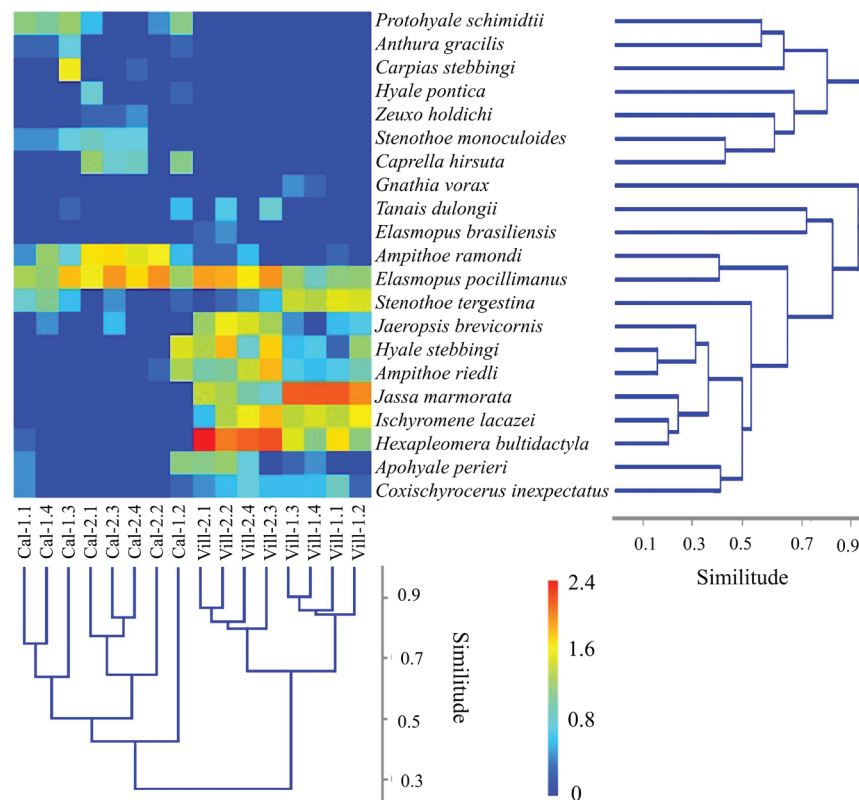 Protohyale schimidtii
Anthura gracilis
Carpias stebbingi
Hyale pontica
Zeuxo holdichi
Stenothoe monoculoides
Caprella hirsuta
Gnathia vorax
Tanais dulongii
Elasmopus brasiliensis
Ampithoe ramondi
Elasmopus pocillimanus
Stenothoe tergestina
Jaeropsis brevicornis
Hyale stebbingi
Ampithoe riedli
Jassa marmorata
Ischyromene lacazei
Hexapleomera bultidactyla
Apohyale perieri
Coxischyrocerus inexpectatus
Cal-1.1
Cal-1.4
Cal-1.3
Cal-2.1
Cal-2.3
Cal-2.4
Cal-2.2
Cal-1.2
Vill-2.1
Vill-2.2
Vill-2.4
Vill-2.3
Vill-1.3
Vill-1.4
Vill-1.1
Vill-1.2
0.1 0.3 0.5 0.7 0.9
Similitude
0.9
0.7
0.5
0.3
Similitude
2.4
1.6
0.8
0